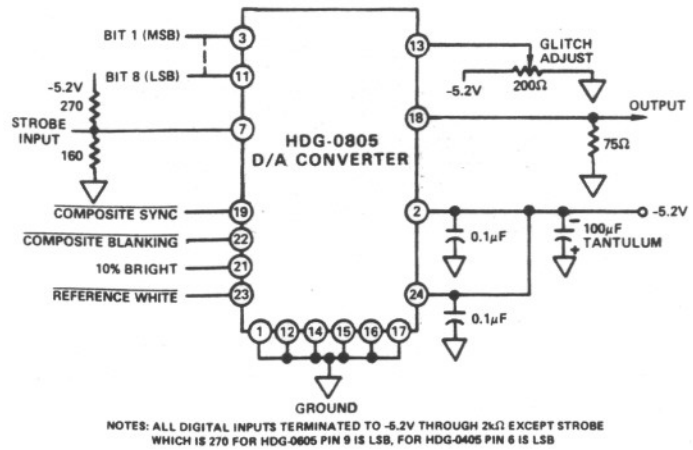 BIT 1 (MSB)
3
13
GLITCH
ADJUST
BIT 8 (LSB)
11
-5.2V
270
-5.2V
200Ω
18
OUTPUT
STROBE
INPUT
7
160
HDG-0805
D/A CONVERTER
75Ω
COMPOSITE SYNC
19
2
-5.2V
COMPOSITE BLANKING
22
0.1μF
−
100μF
TANTULUM
+
10% BRIGHT
21
REFERENCE WHITE
23
24
0.1μF
1 12 14 15 16 17
GROUND
NOTES: ALL DIGITAL INPUTS TERMINATED TO -5.2V THROUGH 2kΩ EXCEPT STROBE
WHICH IS 270 FOR HDG-0605 PIN 9 IS LSB, FOR HDG-0405 PIN 6 IS LSB